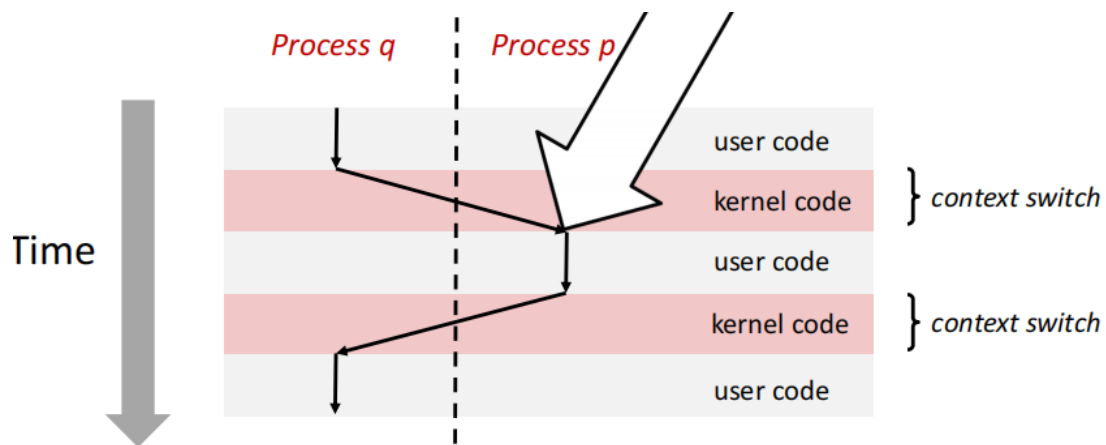 Process q
Process p
user code
kernel code
context switch
Time
user code
kernel code
context switch
user code